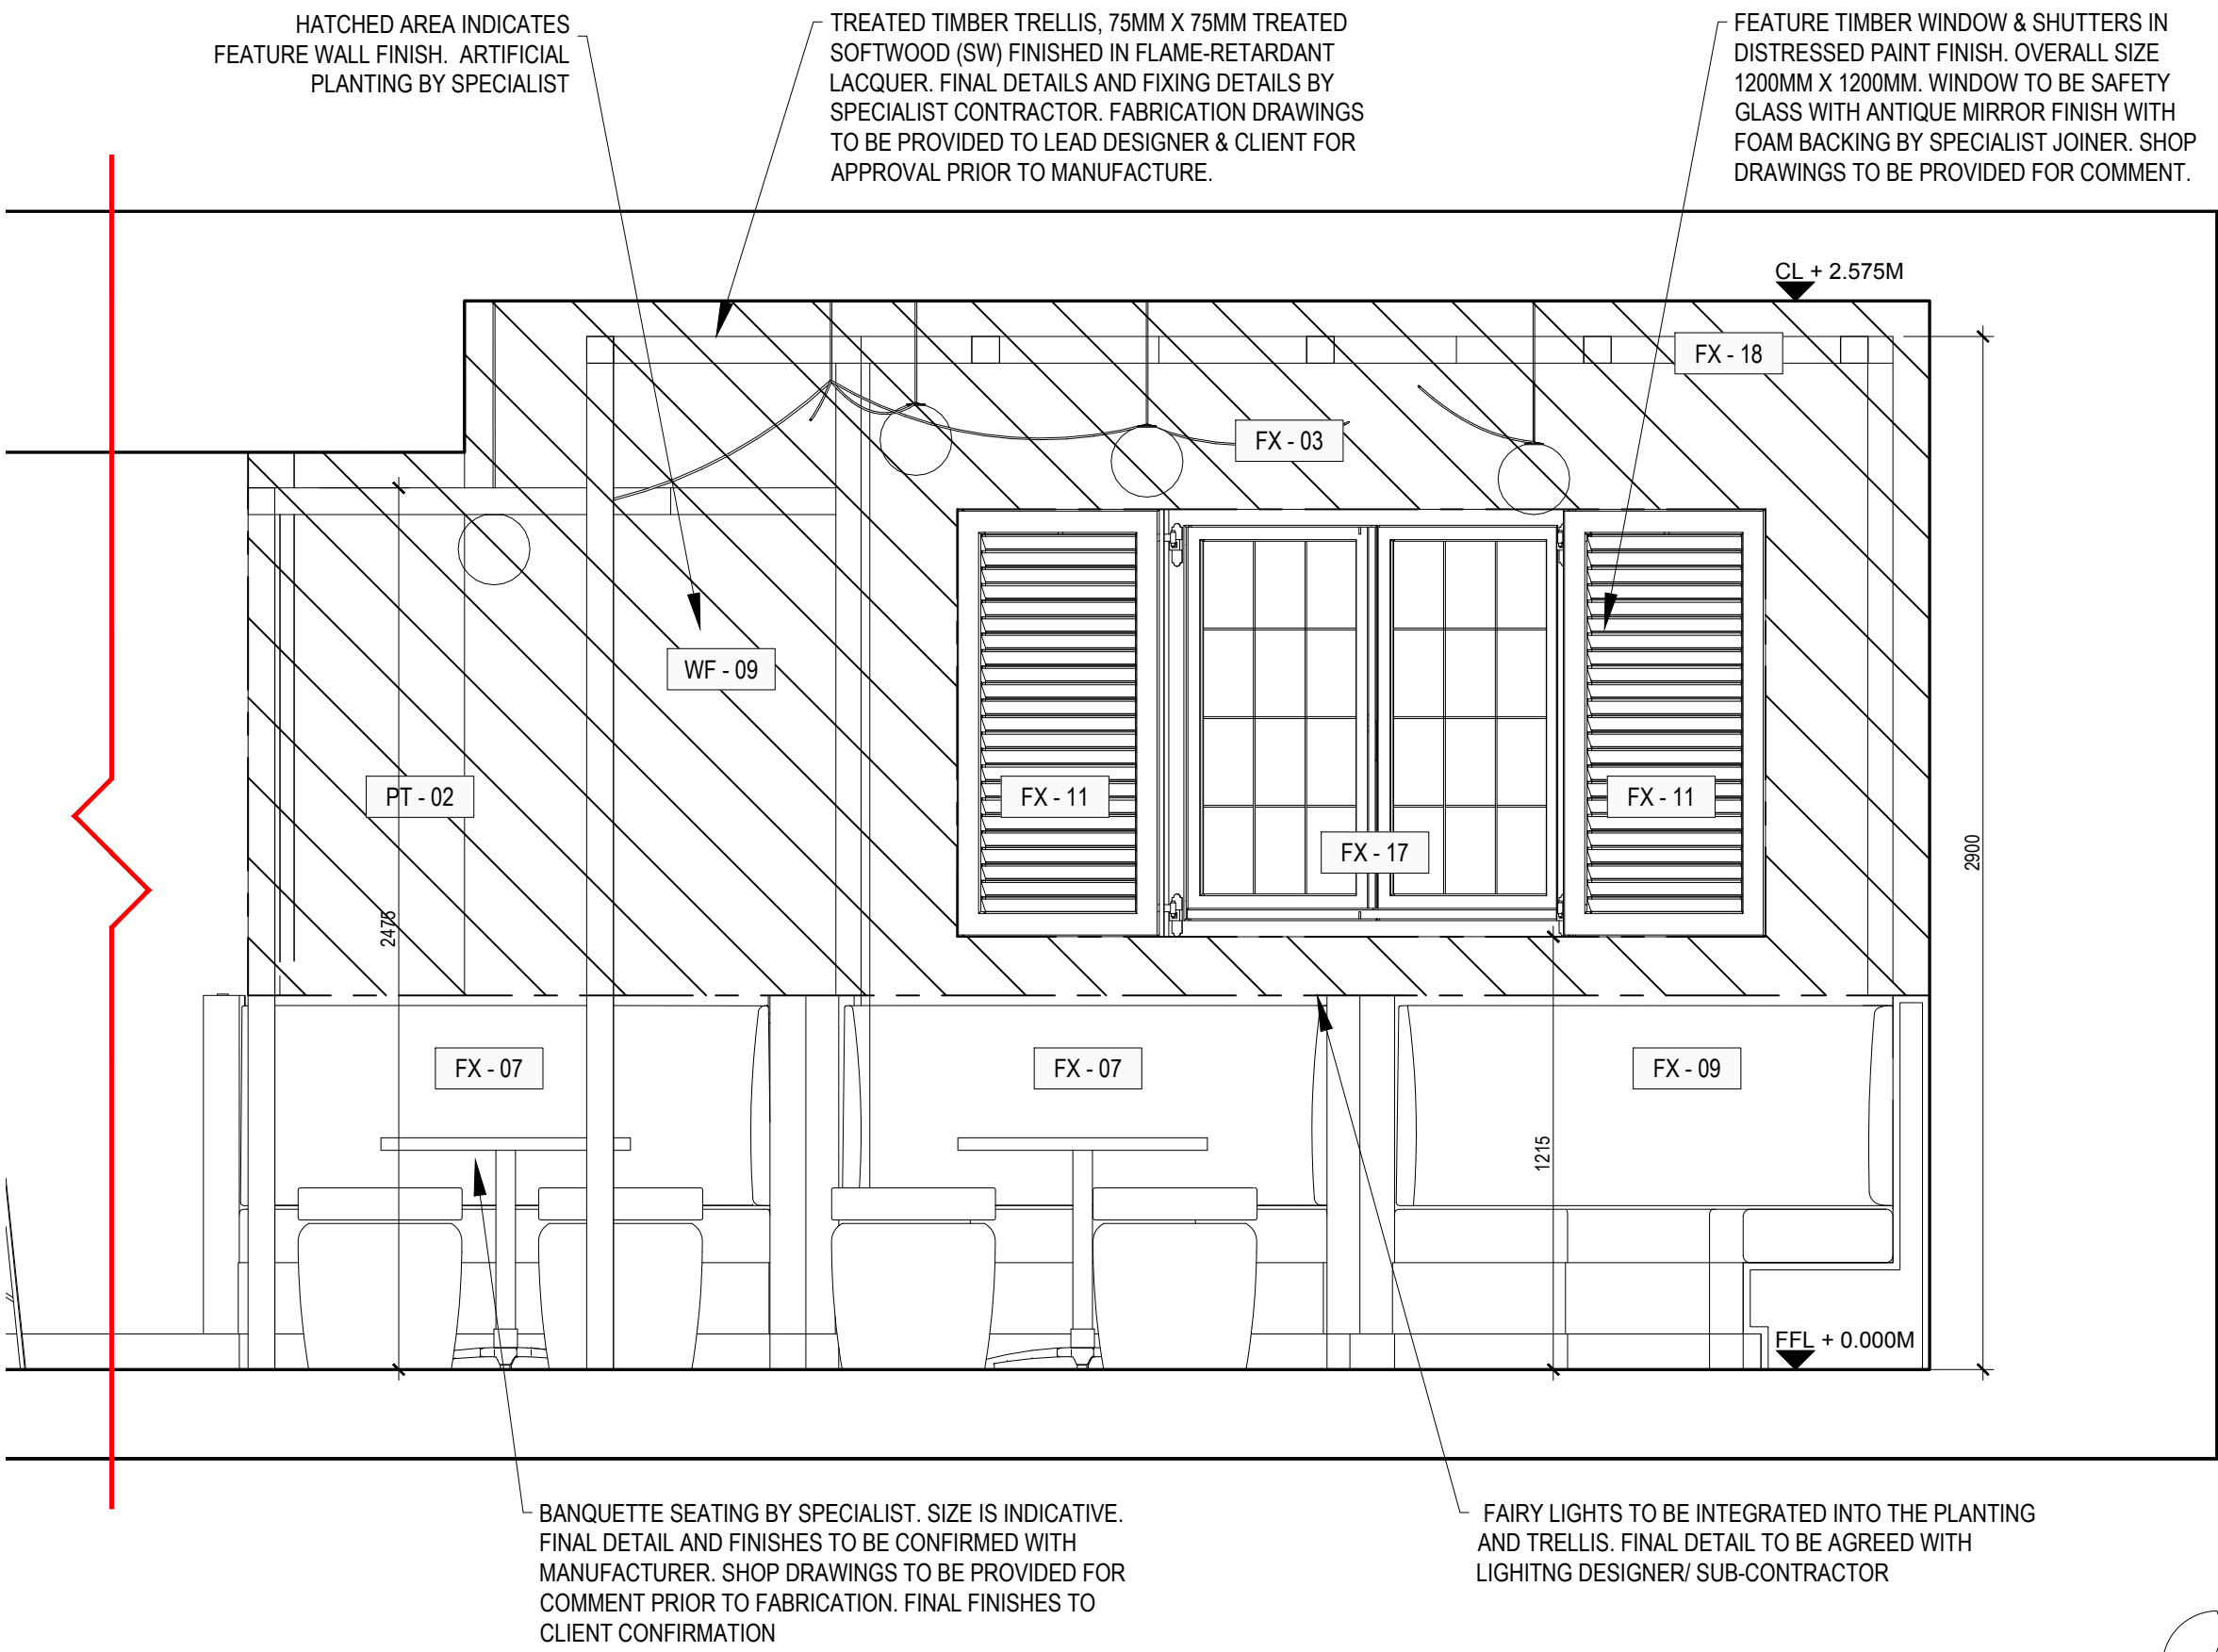 HATCHED AREA INDICATES
FEATURE WALL FINISH. ARTIFICIAL
PLANTING BY SPECIALIST
TREATED TIMBER TRELLIS, 75MM X 75MM TREATED
SOFTWOOD (SW) FINISHED IN FLAME-RETARDANT
LACQUER. FINAL DETAILS AND FIXING DETAILS BY
SPECIALIST CONTRACTOR. FABRICATION DRAWINGS
TO BE PROVIDED TO LEAD DESIGNER & CLIENT FOR
APPROVAL PRIOR TO MANUFACTURE.
FEATURE TIMBER WINDOW & SHUTTERS IN
DISTRESSED PAINT FINISH. OVERALL SIZE
1200MM X 1200MM. WINDOW TO BE SAFETY
GLASS WITH ANTIQUE MIRROR FINISH WITH
FOAM BACKING BY SPECIALIST JOINER. SHOP
DRAWINGS TO BE PROVIDED FOR COMMENT.
CL + 2.575M
FX - 18
FX - 03
WF - 09
PT - 02
FX - 11
FX - 11
FX - 17
2900
2475
FX - 07
FX - 07
FX - 09
1215
FFL + 0.000M
BANQUETTE SEATING BY SPECIALIST. SIZE IS INDICATIVE.
FINAL DETAIL AND FINISHES TO BE CONFIRMED WITH
MANUFACTURER. SHOP DRAWINGS TO BE PROVIDED FOR
COMMENT PRIOR TO FABRICATION. FINAL FINISHES TO
CLIENT CONFIRMATION
FAIRY LIGHTS TO BE INTEGRATED INTO THE PLANTING
AND TRELLIS. FINAL DETAIL TO BE AGREED WITH
LIGHITNG DESIGNER/ SUB-CONTRACTOR